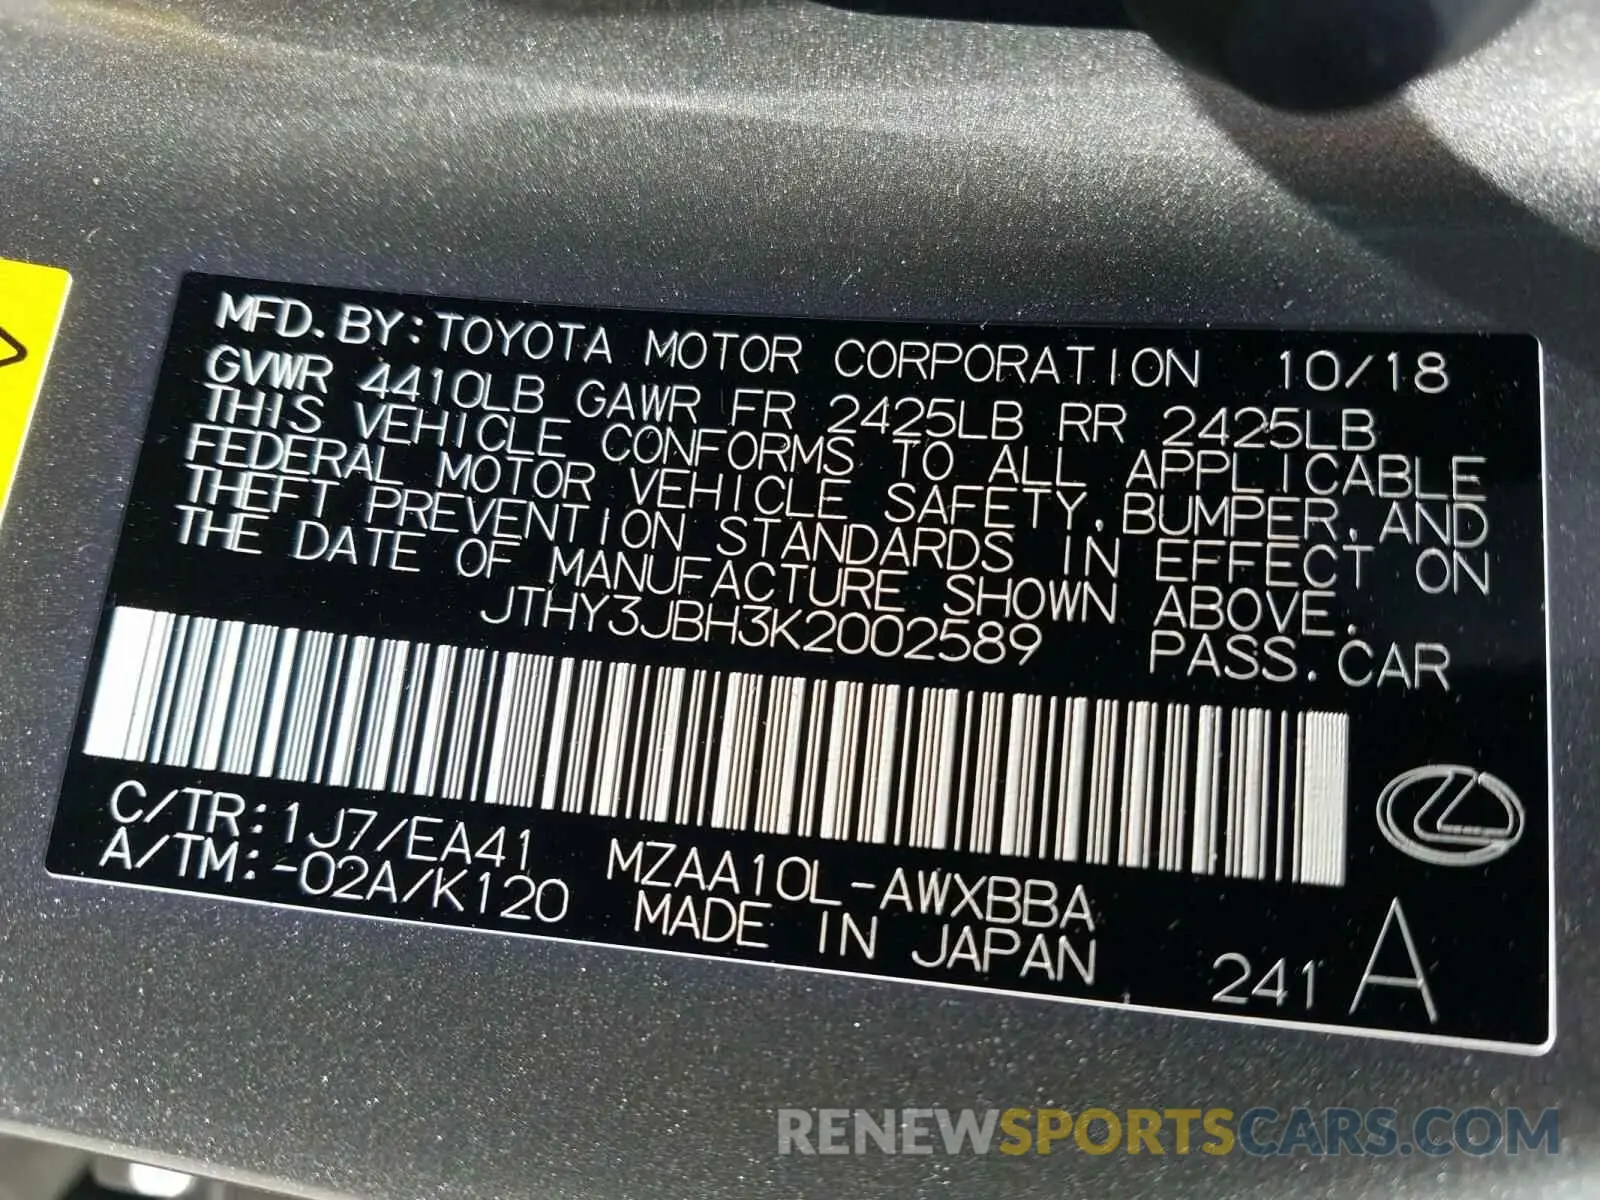 MFD.BY:TOYOTA MOTOR CORPORATION 10/18
GVWR 4410LB GAWR FR 2425LB RR 2425LB
THIS VEHICLE CONFORMS TO ALL APPLICABLE
FEDERAL MOTOR VEHICLE SAFETY,BUMPER,AND
THEFT PREVENTION STANDARDS IN EFFECT ON
THE DATE OF MANUFACTURE SHOWN ABOVE.
JTHY3JBH3K2002589 PASS.CAR
C/TR:1J7/EA41 MZAA10L-AWXBBA
A/TM:-02A/K120 MADE IN JAPAN 241 A
RENEWSPORTSCARS.COM